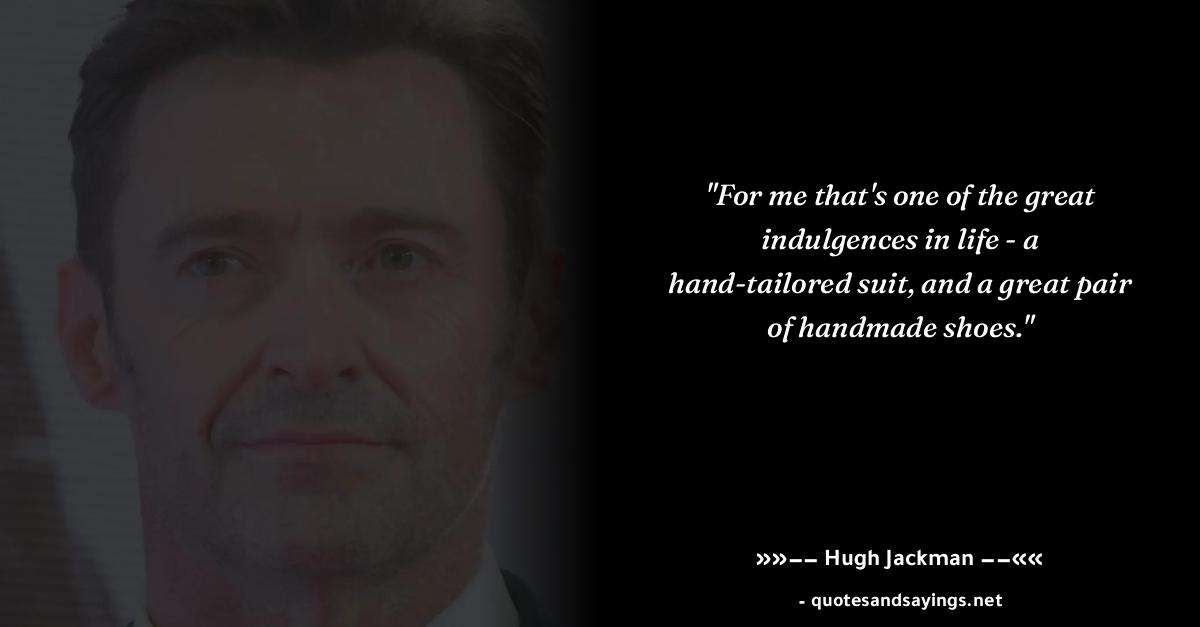 "For me that's one of the great
indulgences in life - a
hand-tailored suit, and a great pair
of handmade shoes."
»»–– Hugh Jackman ––««
- quotesandsayings.net